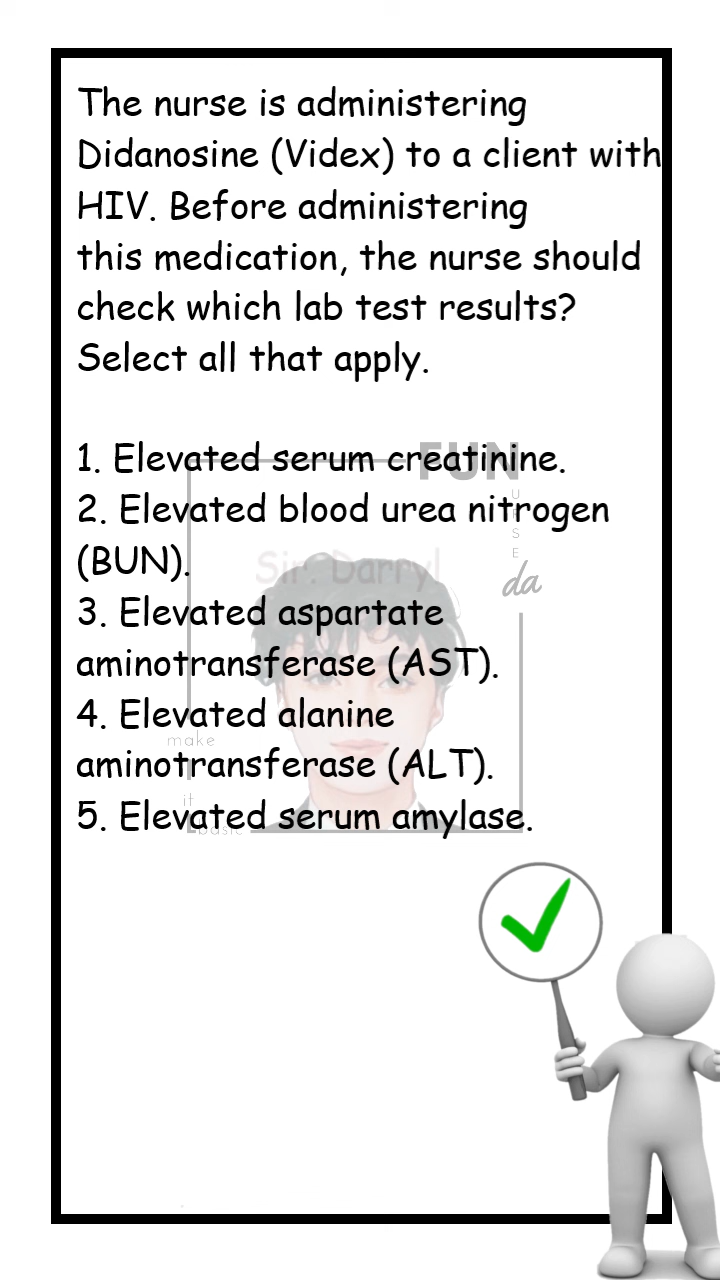 The nurse is administering
Didanosine (Videx) to a client with
HIV. Before administering
this medication, the nurse should
check which lab test results?
Select all that apply.
1. Elevated serum creatinine.
FUN
2. Elevated blood urea nitrogen
(BUN).
U
R
S
E
Sir. Darryl
da
3. Elevated aspartate
aminotransferase (AST).
4. Elevated alanine
make
aminotransferase (ALT).
it
5. Elevated serum amylase.
basic